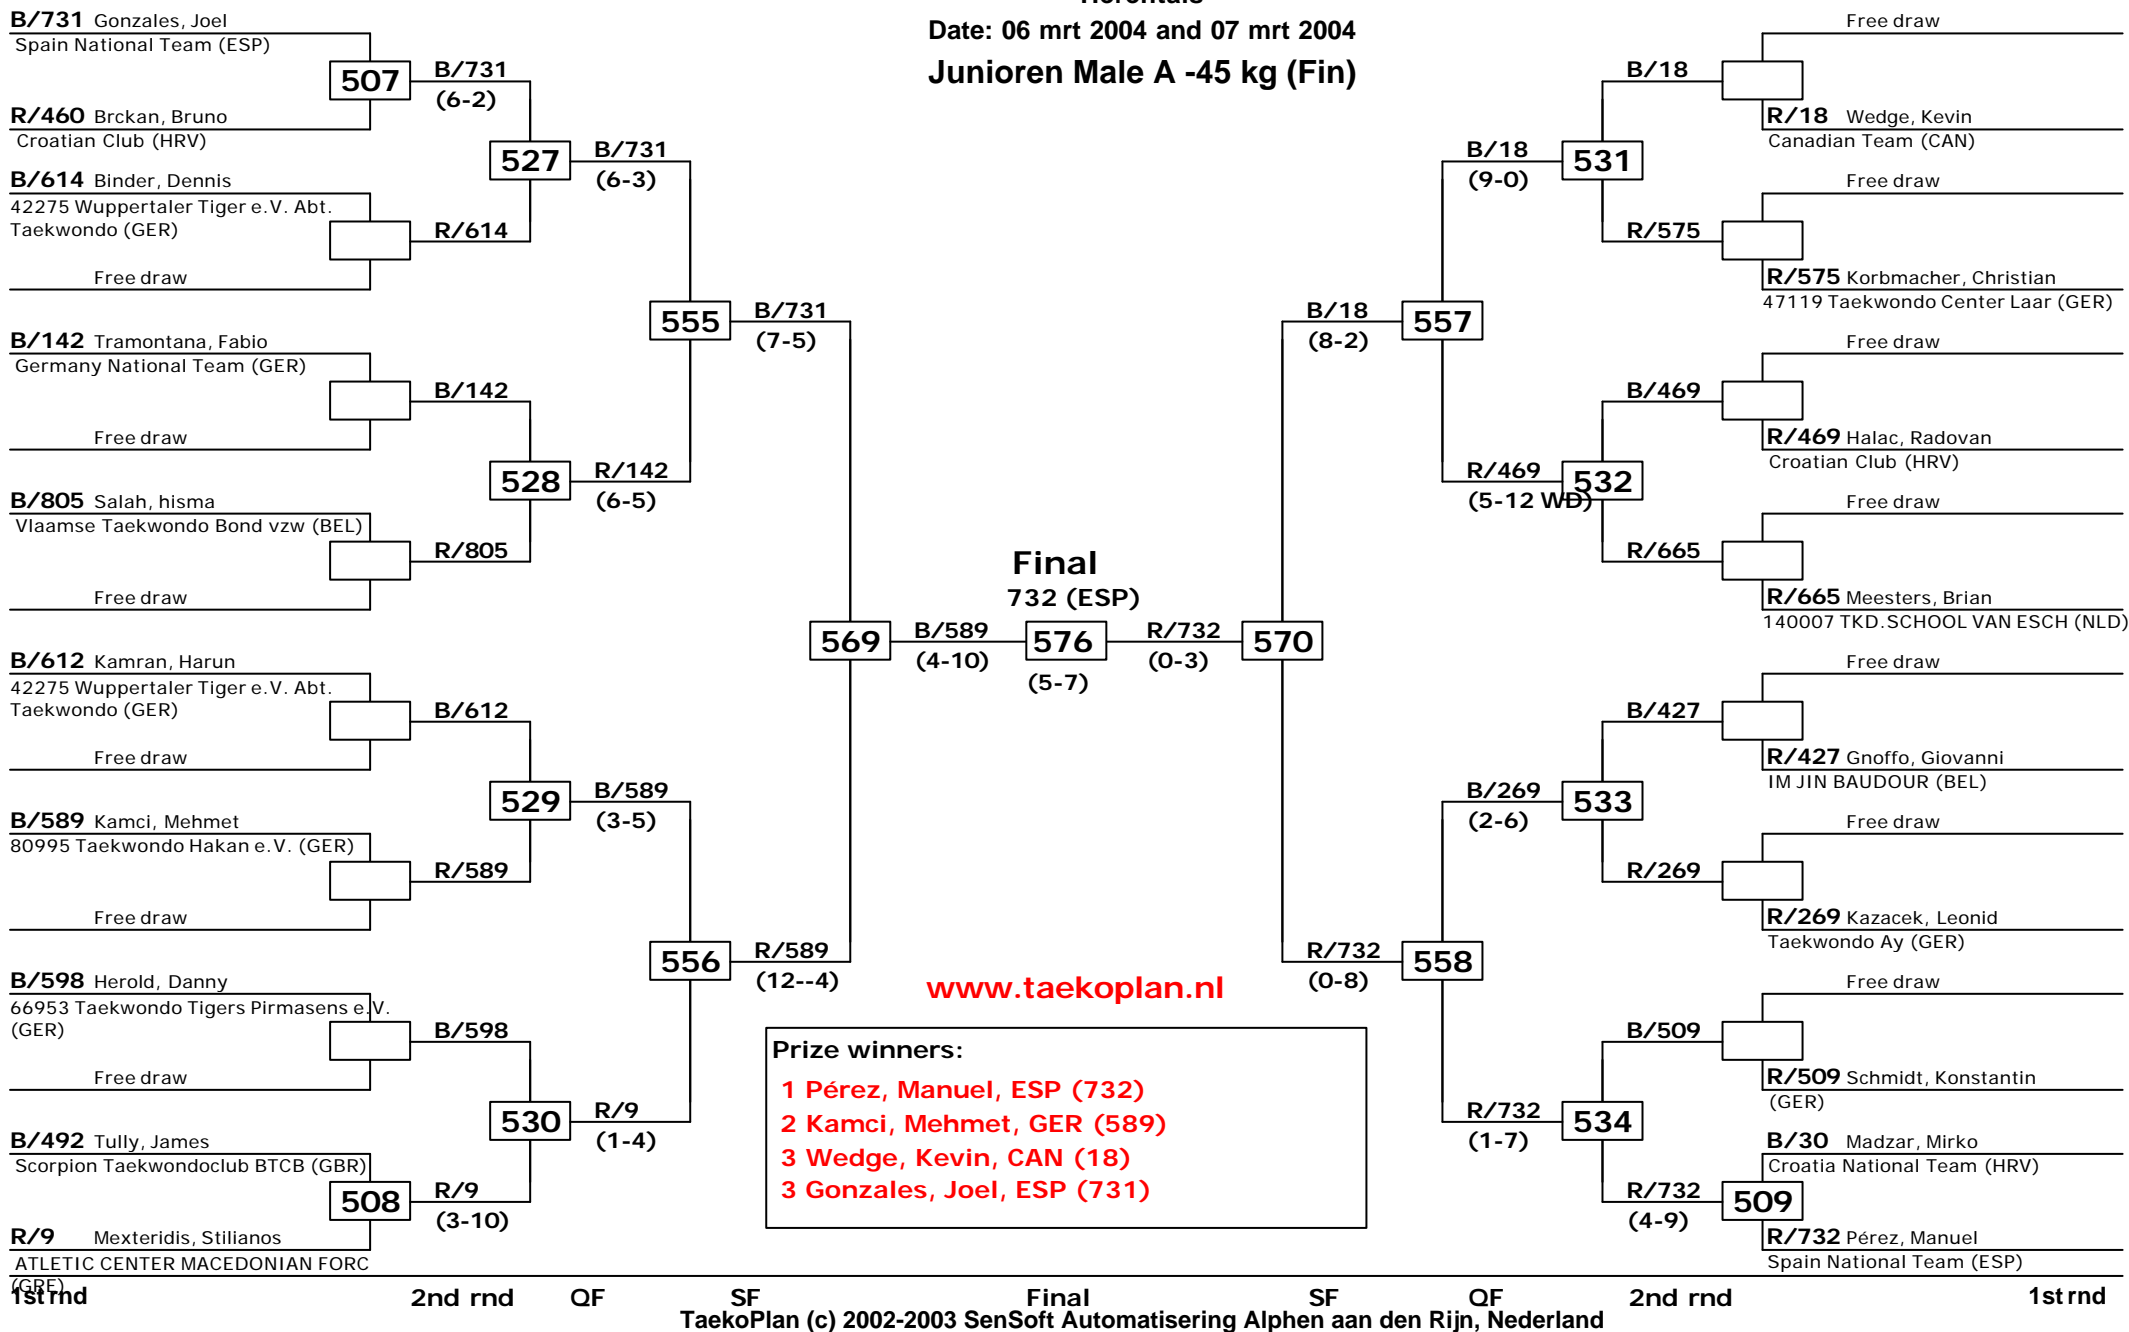 Herentals
Date: 06 mrt 2004 and 07 mrt 2004
Junioren Male A -45 kg (Fin)
B/731 Gonzales, Joel
Spain National Team (ESP)
507
B/731
(6-2)
R/460 Brckan, Bruno
Croatian Club (HRV)
527
B/731
(6-3)
B/614 Binder, Dennis
42275 Wuppertaler Tiger e.V. Abt.
Taekwondo (GER)
R/614
Free draw
555
B/731
(7-5)
B/142 Tramontana, Fabio
Germany National Team (GER)
B/142
Free draw
528
R/142
(6-5)
B/805 Salah, hisma
Vlaamse Taekwondo Bond vzw (BEL)
R/805
Free draw
569
B/589
(4-10)
B/612 Kamran, Harun
42275 Wuppertaler Tiger e.V. Abt.
Taekwondo (GER)
B/612
Free draw
529
B/589
(3-5)
B/589 Kamci, Mehmet
80995 Taekwondo Hakan e.V. (GER)
R/589
Free draw
556
R/589
(12--4)
B/598 Herold, Danny
66953 Taekwondo Tigers Pirmasens e.V.
(GER)
B/598
Free draw
530
R/9
(1-4)
B/492 Tully, James
Scorpion Taekwondoclub BTCB (GBR)
508
R/9
(3-10)
R/9 Mexteridis, Stilianos
ATLETIC CENTER MACEDONIAN FORC
(GRE)
Final
732 (ESP)
576
(5-7)
R/732
(0-3)
570
Free draw
B/18
R/18 Wedge, Kevin
Canadian Team (CAN)
B/18
(9-0)
531
Free draw
R/575
R/575 Korbmacher, Christian
47119 Taekwondo Center Laar (GER)
B/18
(8-2)
557
Free draw
B/469
R/469 Halac, Radovan
Croatian Club (HRV)
R/469
(5-12 WD)
532
Free draw
R/665
R/665 Meesters, Brian
140007 TKD.SCHOOL VAN ESCH (NLD)
Free draw
B/427
R/427 Gnoffo, Giovanni
IM JIN BAUDOUR (BEL)
B/269
(2-6)
533
Free draw
R/269
R/269 Kazacek, Leonid
Taekwondo Ay (GER)
R/732
(0-8)
558
Free draw
B/509
R/509 Schmidt, Konstantin
(GER)
R/732
(1-7)
534
B/30 Madzar, Mirko
Croatia National Team (HRV)
R/732
(4-9)
509
R/732 Pérez, Manuel
Spain National Team (ESP)
www.taekoplan.nl
Prize winners:
1 Pérez, Manuel, ESP (732)
2 Kamci, Mehmet, GER (589)
3 Wedge, Kevin, CAN (18)
3 Gonzales, Joel, ESP (731)
1st rnd 2nd rnd QF SF Final SF QF 2nd rnd 1st rnd
TaekoPlan (c) 2002-2003 SenSoft Automatisering Alphen aan den Rijn, Nederland